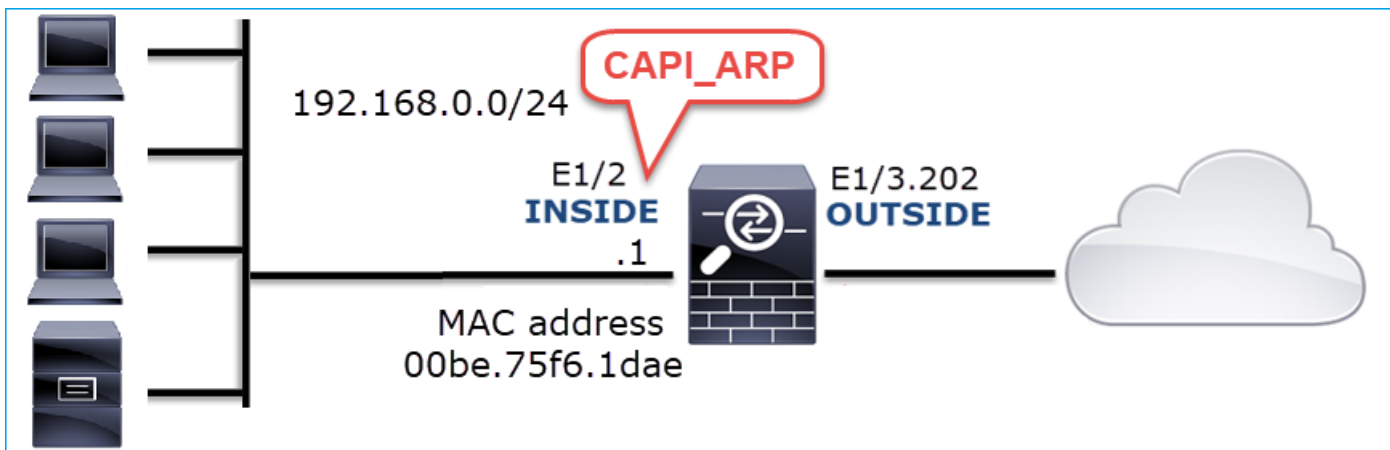 CAPI_ARP
192.168.0.0/24
E1/2
INSIDE
.1
E1/3.202
OUTSIDE
MAC address
00be.75f6.1dae